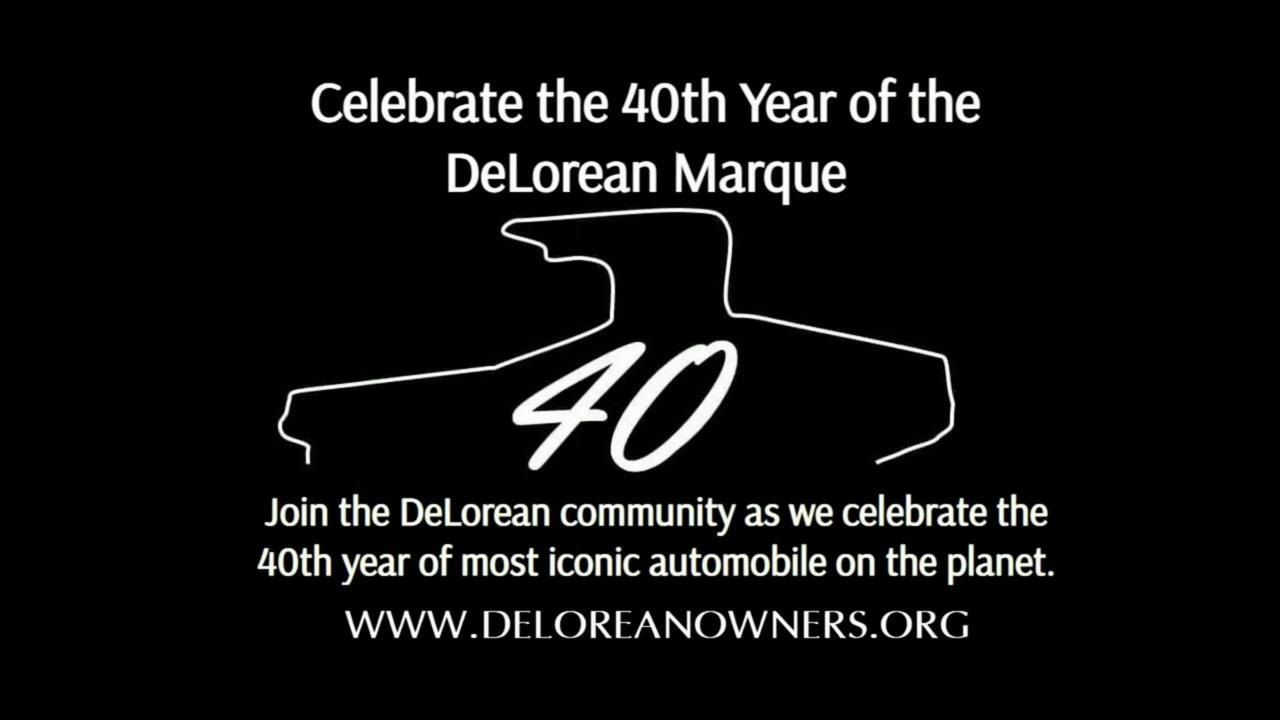 Celebrate the 40th Year of the
DeLorean Marque
40
Join the DeLorean community as we celebrate the
40th year of most iconic automobile on the planet.
WWW.DELOREANOWNERS.ORG